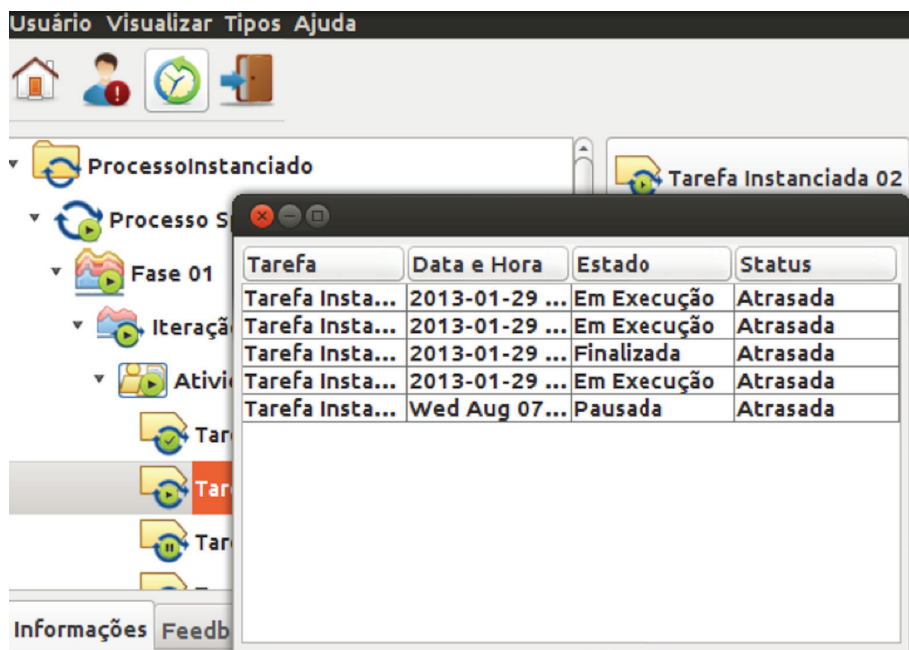 Usuário Visualizar Tipos Ajuda
ProcessoInstanciado
Tarefa Instanciada 02
Processo
Fase 01
Tarefa Data e Hora Estado Status
Tarefa Insta... 2013-01-29 ... Em Execução Atrasada
Tarefa Insta... 2013-01-29 ... Em Execução Atrasada
Tarefa Insta... 2013-01-29 ... Finalizada Atrasada
Tarefa Insta... 2013-01-29 ... Em Execução Atrasada
Tarefa Insta... Wed Aug 07... Pausada Atrasada
Iteraçã
Ativi
Tar
Tar
Tar
Informações Feedb